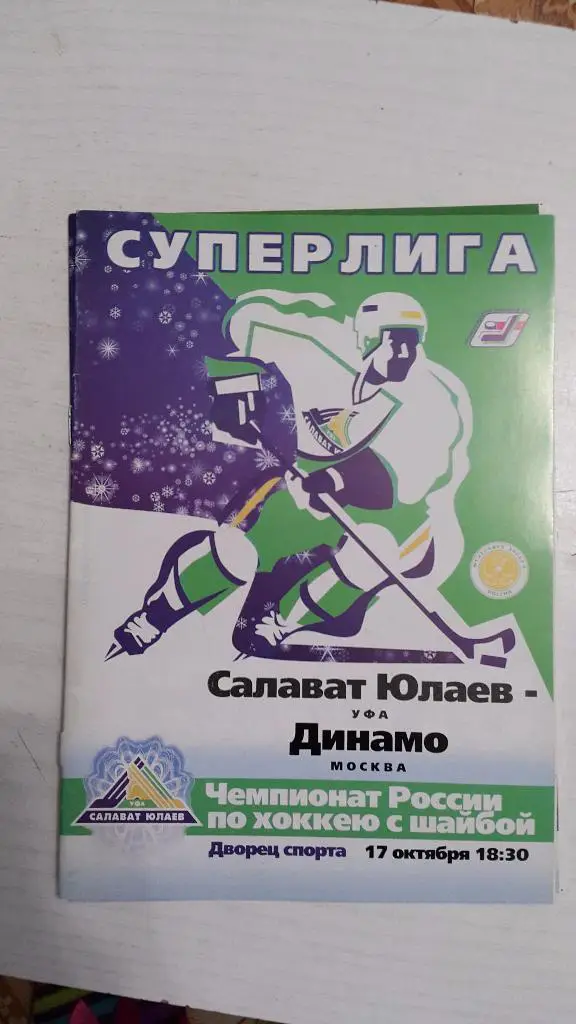 СУПЕРЛИГА
САЛАВАТ
Салават Юлаев -
УФА
Динамо
МОСКВА
УФА
САЛАВАТ ЮЛАЕВ
Чемпионат России
по хоккею с шайбой
Дворец спорта 17 октября 18:30